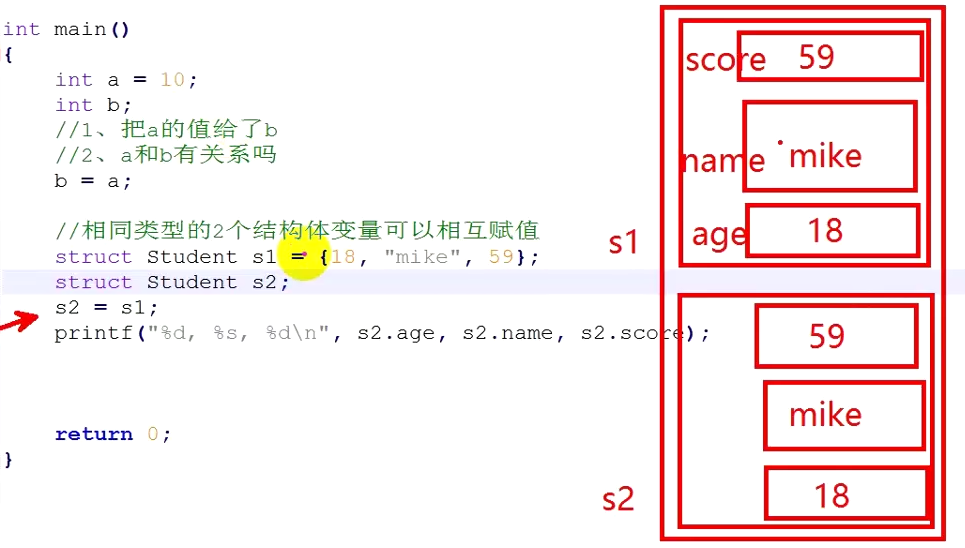 int main()
{
int a = 10;
int b;
//1、把a的值给了b
//2、a和b有关系吗
b = a;
//相同类型的2个结构体变量可以相互赋值
struct Student s1 = {18, "mike", 59};
struct Student s2;
s2 = s1;
printf("%d, %s, %d\n", s2.age, s2.name, s2.score);
return 0;
}
score 59
name mike
age 18
s1
59
mike
18
s2